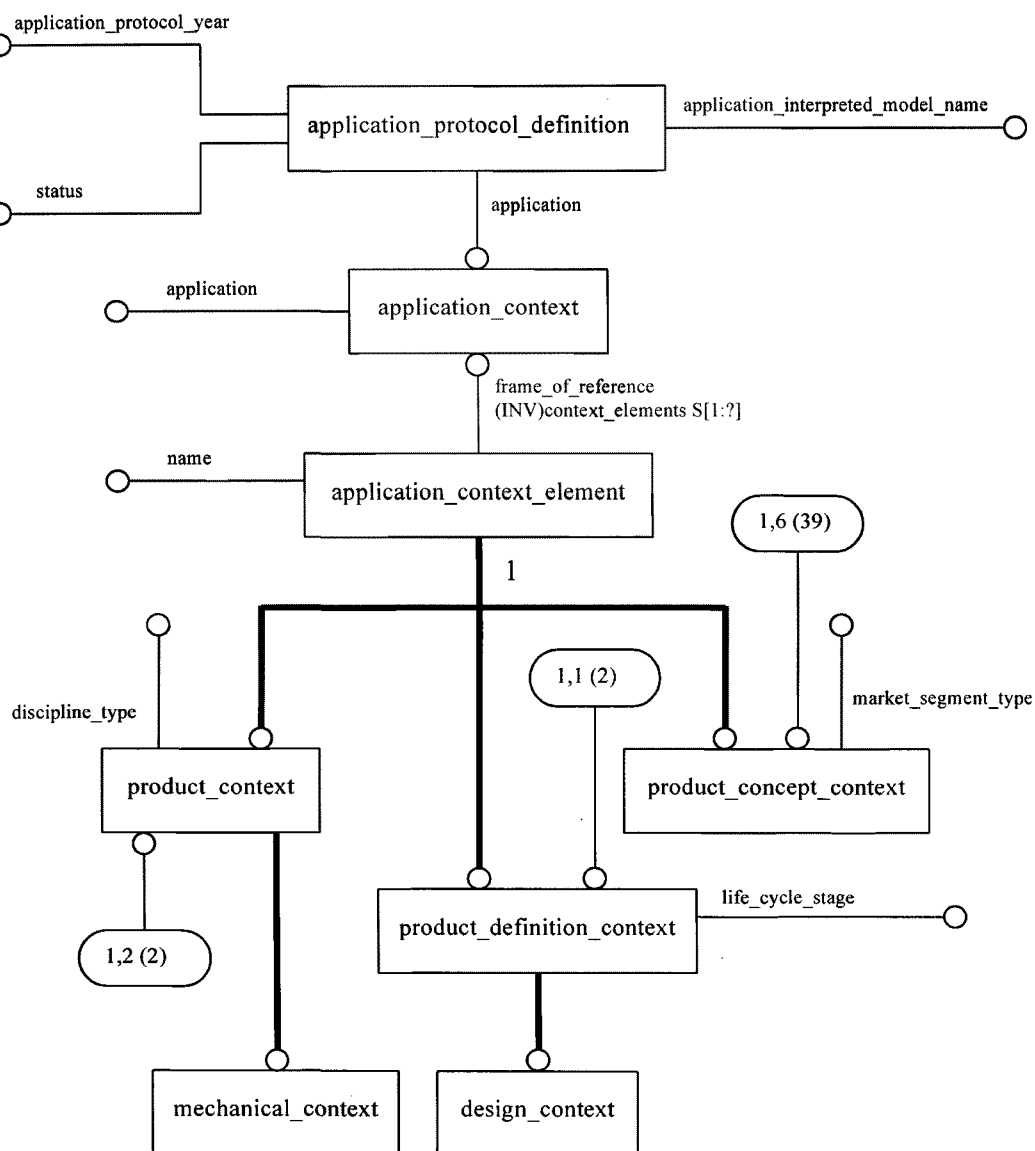 application_protocol_year
application_protocol_definition
application_interpreted_model_name
status
application
application
application_context
frame_of_reference
(INV)context_elements S[1:?]
name
application_context_element
1,6 (39)
1
1,1 (2)
discipline_type
market_segment_type
product_context
product_concept_context
life_cycle_stage
product_definition_context
1,2 (2)
mechanical_context
design_context